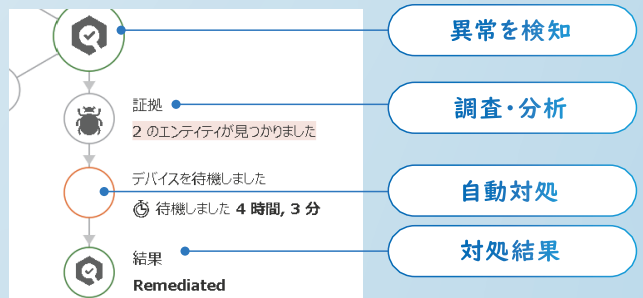 異常を検知
証拠
2 のエンティティが見つかりました
調査・分析
デバイスを待機しました
待機しました 4 時間, 3 分
自動対処
結果
Remediated
対処結果